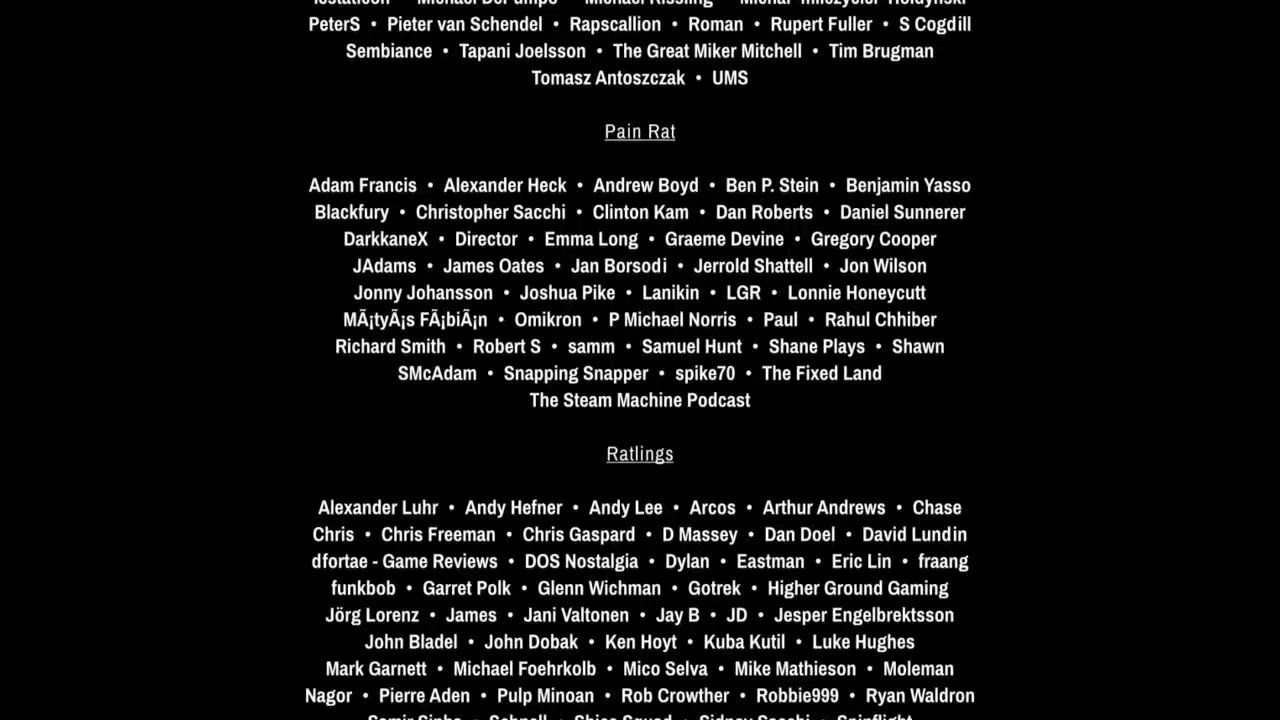 PeterS • Pieter van Schendel • Rapscallion • Roman • Rupert Fuller • S Cogdill
Sembiance • Tapani Joelsson • The Great Miker Mitchell • Tim Brugman
Tomasz Antoszczak • UMS
Pain Rat
Adam Francis • Alexander Heck • Andrew Boyd • Ben P. Stein • Benjamin Yasso
Blackfury • Christopher Sacchi • Clinton Kam • Dan Roberts • Daniel Sunnerer
DarkkaneX • Director • Emma Long • Graeme Devine • Gregory Cooper
JAdams • James Oates • Jan Borsodi • Jerrold Shattell • Jon Wilson
Jonny Johansson • Joshua Pike • Lanikin • LGR • Lonnie Honeycutt
MÃ¡tyÃ¡s FÃ¡biÃ¡n • Omikron • P Michael Norris • Paul • Rahul Chhiber
Richard Smith • Robert S • samm • Samuel Hunt • Shane Plays • Shawn
SMcAdam • Snapping Snapper • spike70 • The Fixed Land
The Steam Machine Podcast
Ratlings
Alexander Luhr • Andy Hefner • Andy Lee • Arcos • Arthur Andrews • Chase
Chris • Chris Freeman • Chris Gaspard • D Massey • Dan Doel • David Lundin
dfortae - Game Reviews • DOS Nostalgia • Dylan • Eastman • Eric Lin • fraang
funkbob • Garret Polk • Glenn Wichman • Gotrek • Higher Ground Gaming
Jörg Lorenz • James • Jani Valtonen • Jay B • JD • Jesper Engelbrektsson
John Bladel • John Dobak • Ken Hoyt • Kuba Kutil • Luke Hughes
Mark Garnett • Michael Foehrkolb • Mico Selva • Mike Mathieson • Moleman
Nagor • Pierre Aden • Pulp Minoan • Rob Crowther • Robbie999 • Ryan Waldron